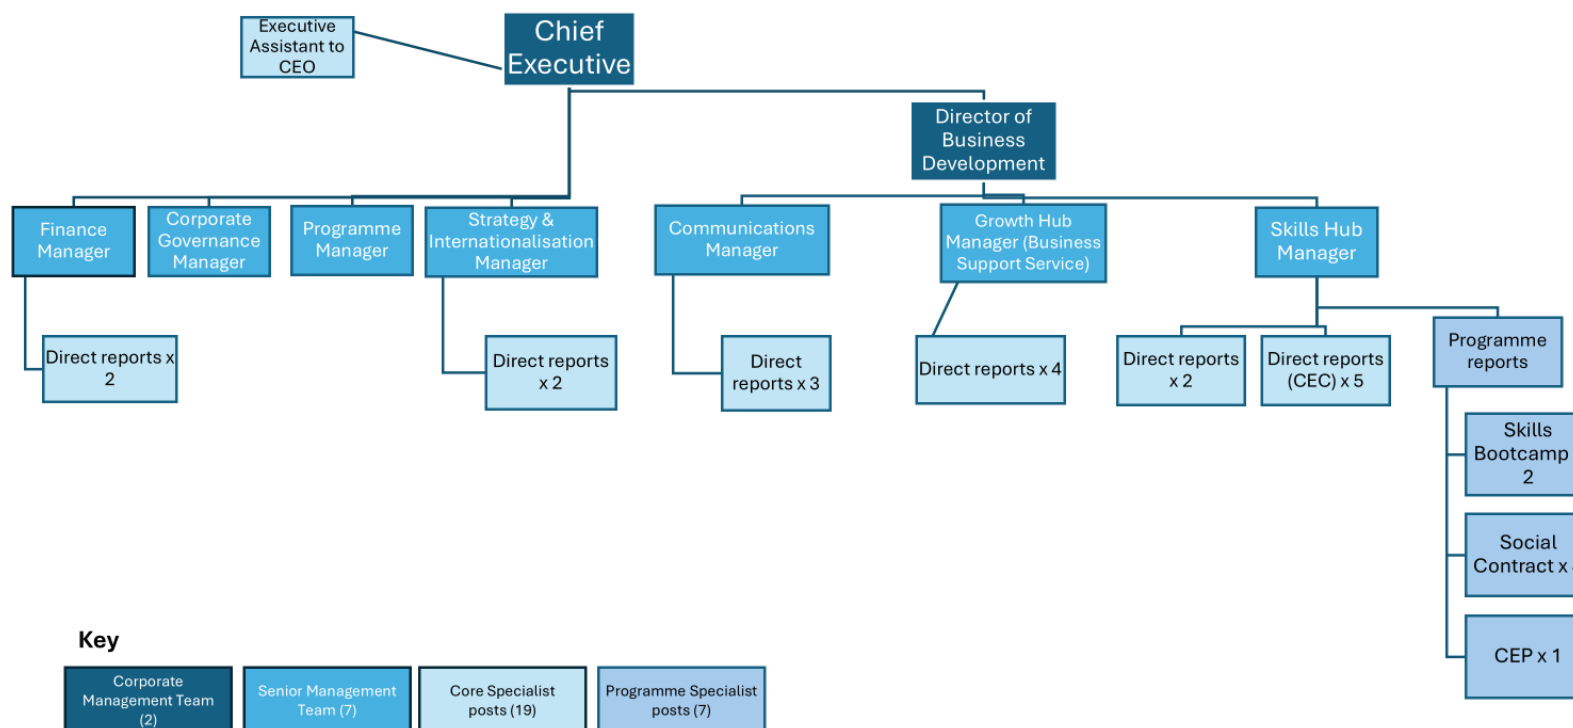 Executive
Assistant to
CEO
Chief
Executive
Director of
Business
Development
Finance
Manager
Corporate
Governance
Manager
Programme
Manager
Strategy &
Internationalisation
Manager
Communications
Manager
Growth Hub
Manager (Business
Support Service)
Skills Hub
Manager
Direct reports x
2
Direct reports
x 2
Direct
reports x 3
Direct reports x 4
Direct reports
x 2
Direct reports
(CEC) x 5
Programme
reports
Skills
Bootcamp
2
Social
Contract x
CEP x 1
Key
Corporate
Management Team
(2)
Senior Management
Team (7)
Core Specialist
posts (19)
Programme Specialist
posts (7)